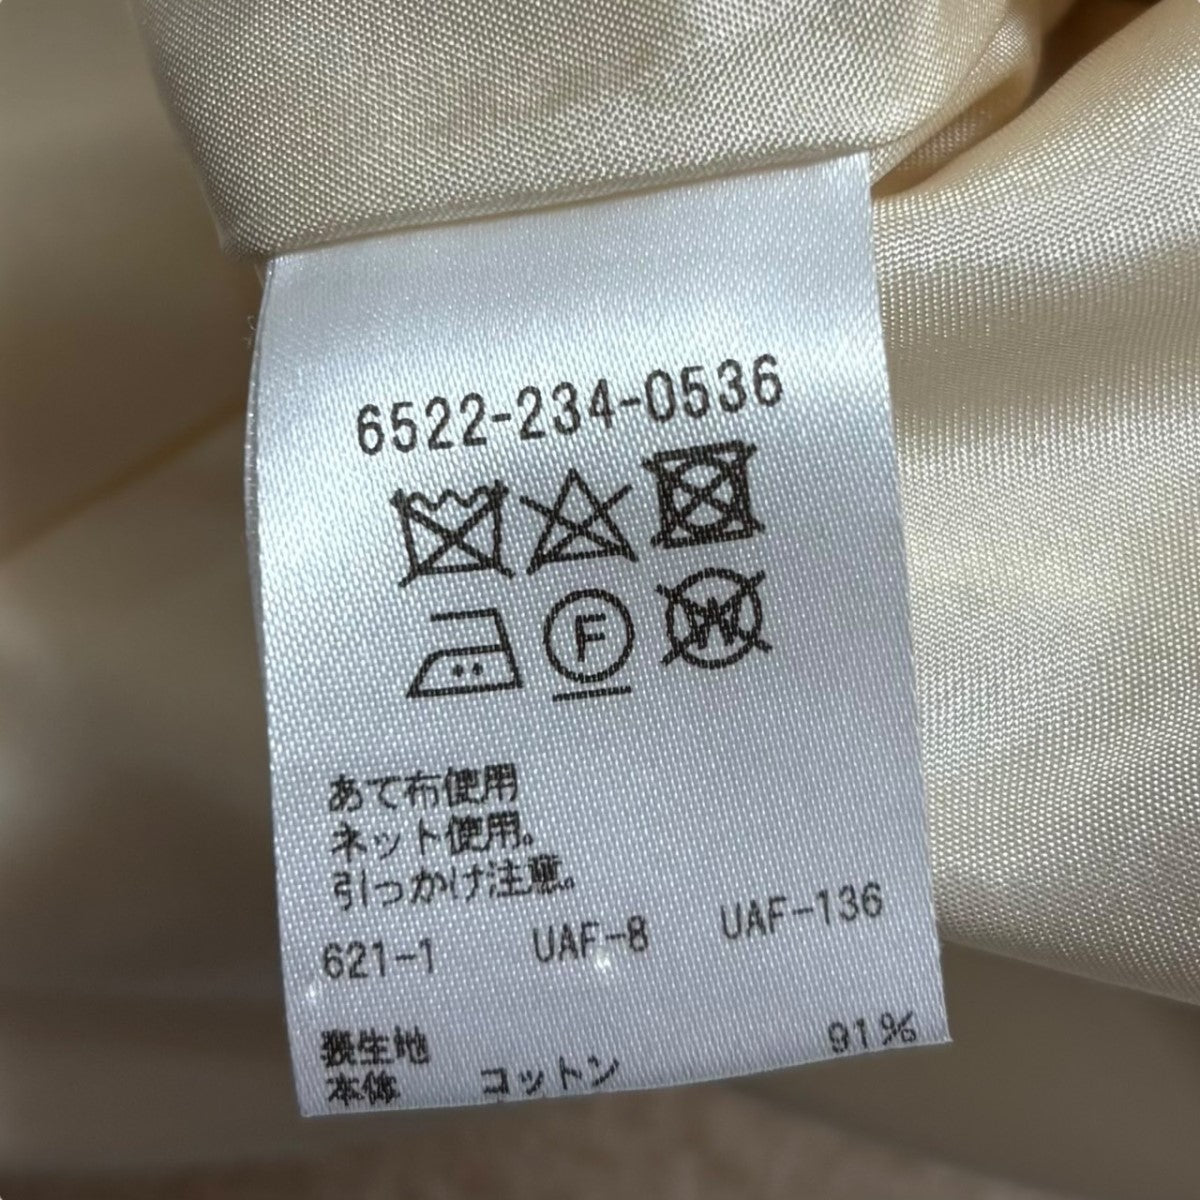 6522-234-0536
F
W
あて布使用
ネット使用。
引っかけ注意。
621-1 UAF-8 UAF-136
表生地
本体 コットン 91%